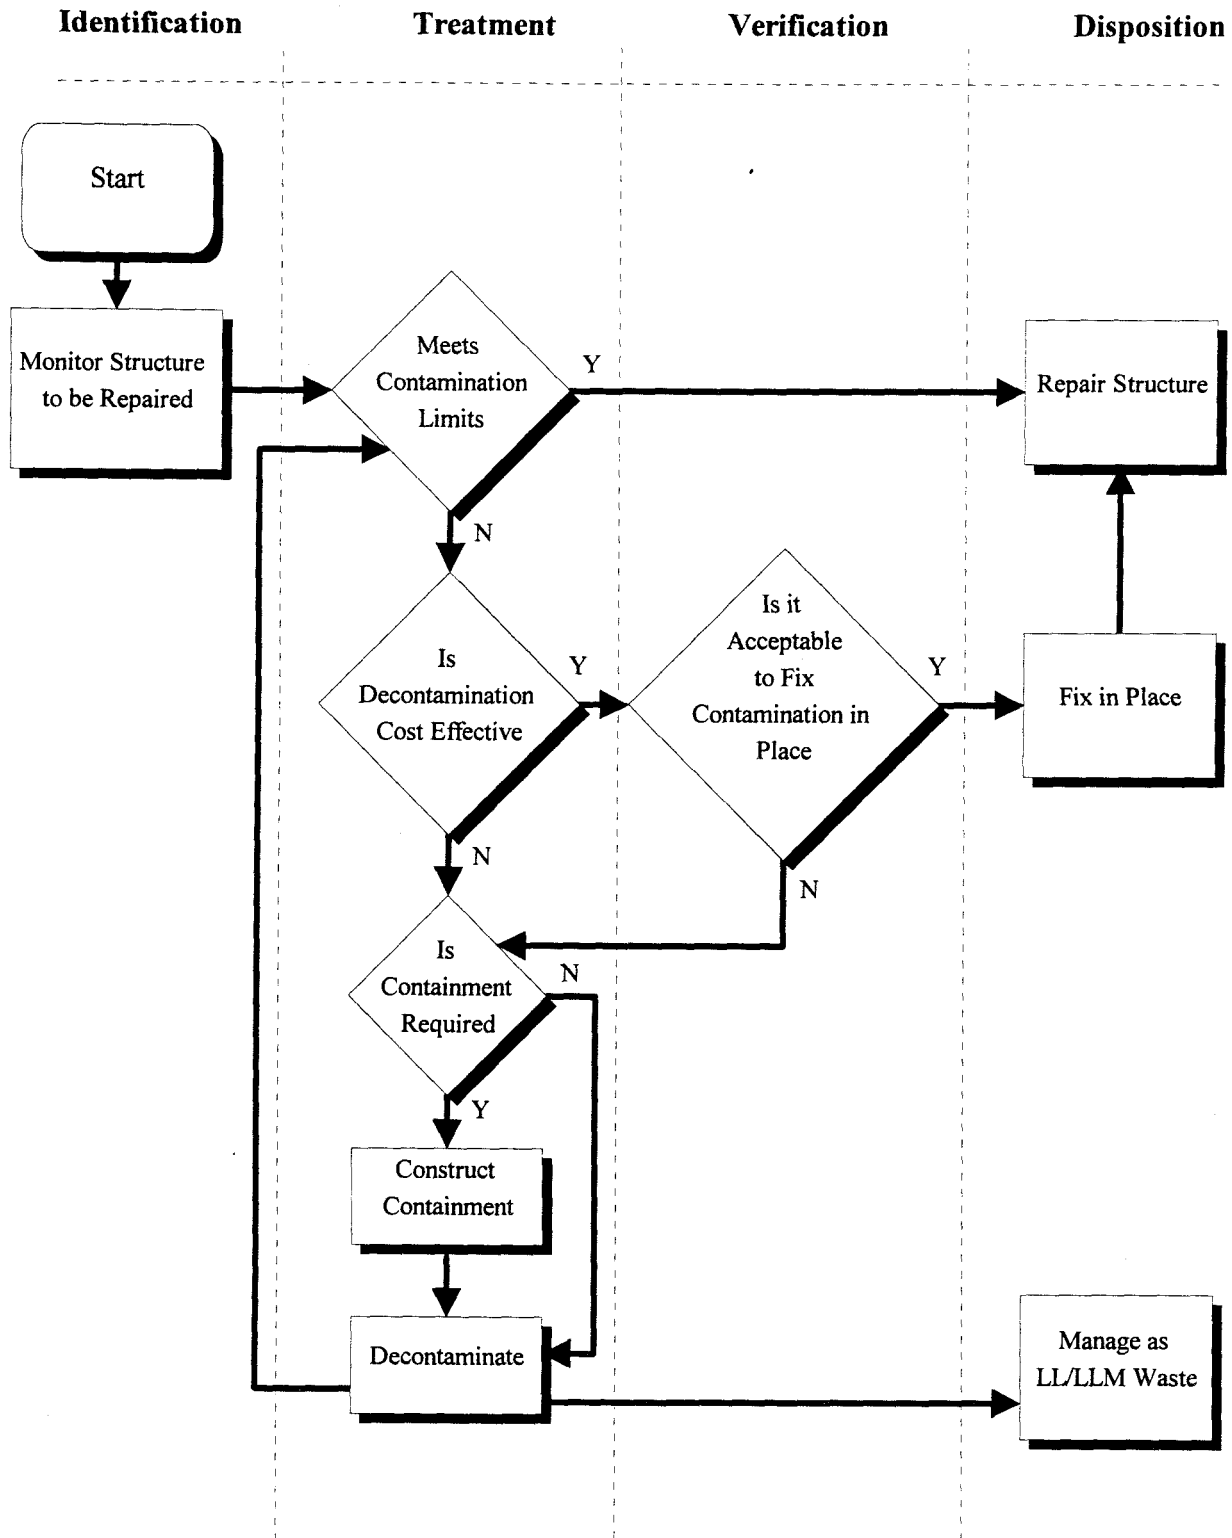 Identification
Treatment
Verification
Disposition
Start
Monitor Structure
to be Repaired
Meets
Contamination
Limits
Y
Repair Structure
N
Is
Decontamination
Cost Effective
Y
Is it
Acceptable
to Fix
Contamination in
Place
Y
Fix in Place
N
N
Is
Containment
Required
N
Y
Construct
Containment
Decontaminate
Manage as
LL/LLM Waste